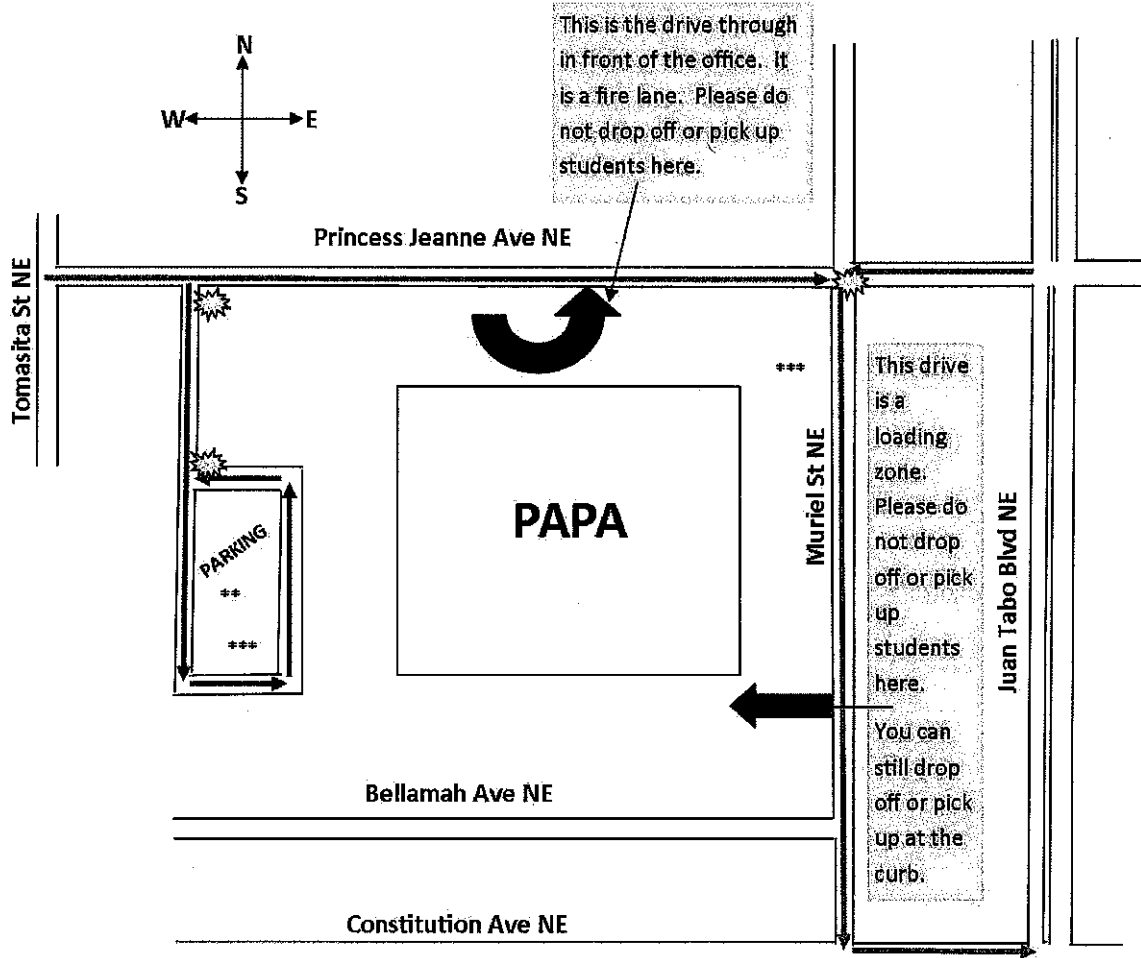 This is the drive through
in front of the office. It
is a fire lane. Please do
not drop off or pick up
students here.
N
W E
S
Princess Jeanne Ave NE
Tomasita St NE
***
This drive
is a
loading
zone.
Please do
not drop
off or pick
up
students
here.
You can
still drop
off or pick
up at the
curb.
Muriel St NE
Juan Tabo Blvd NE
PAPA
PARKING
**
***
Bellamah Ave NE
Constitution Ave NE